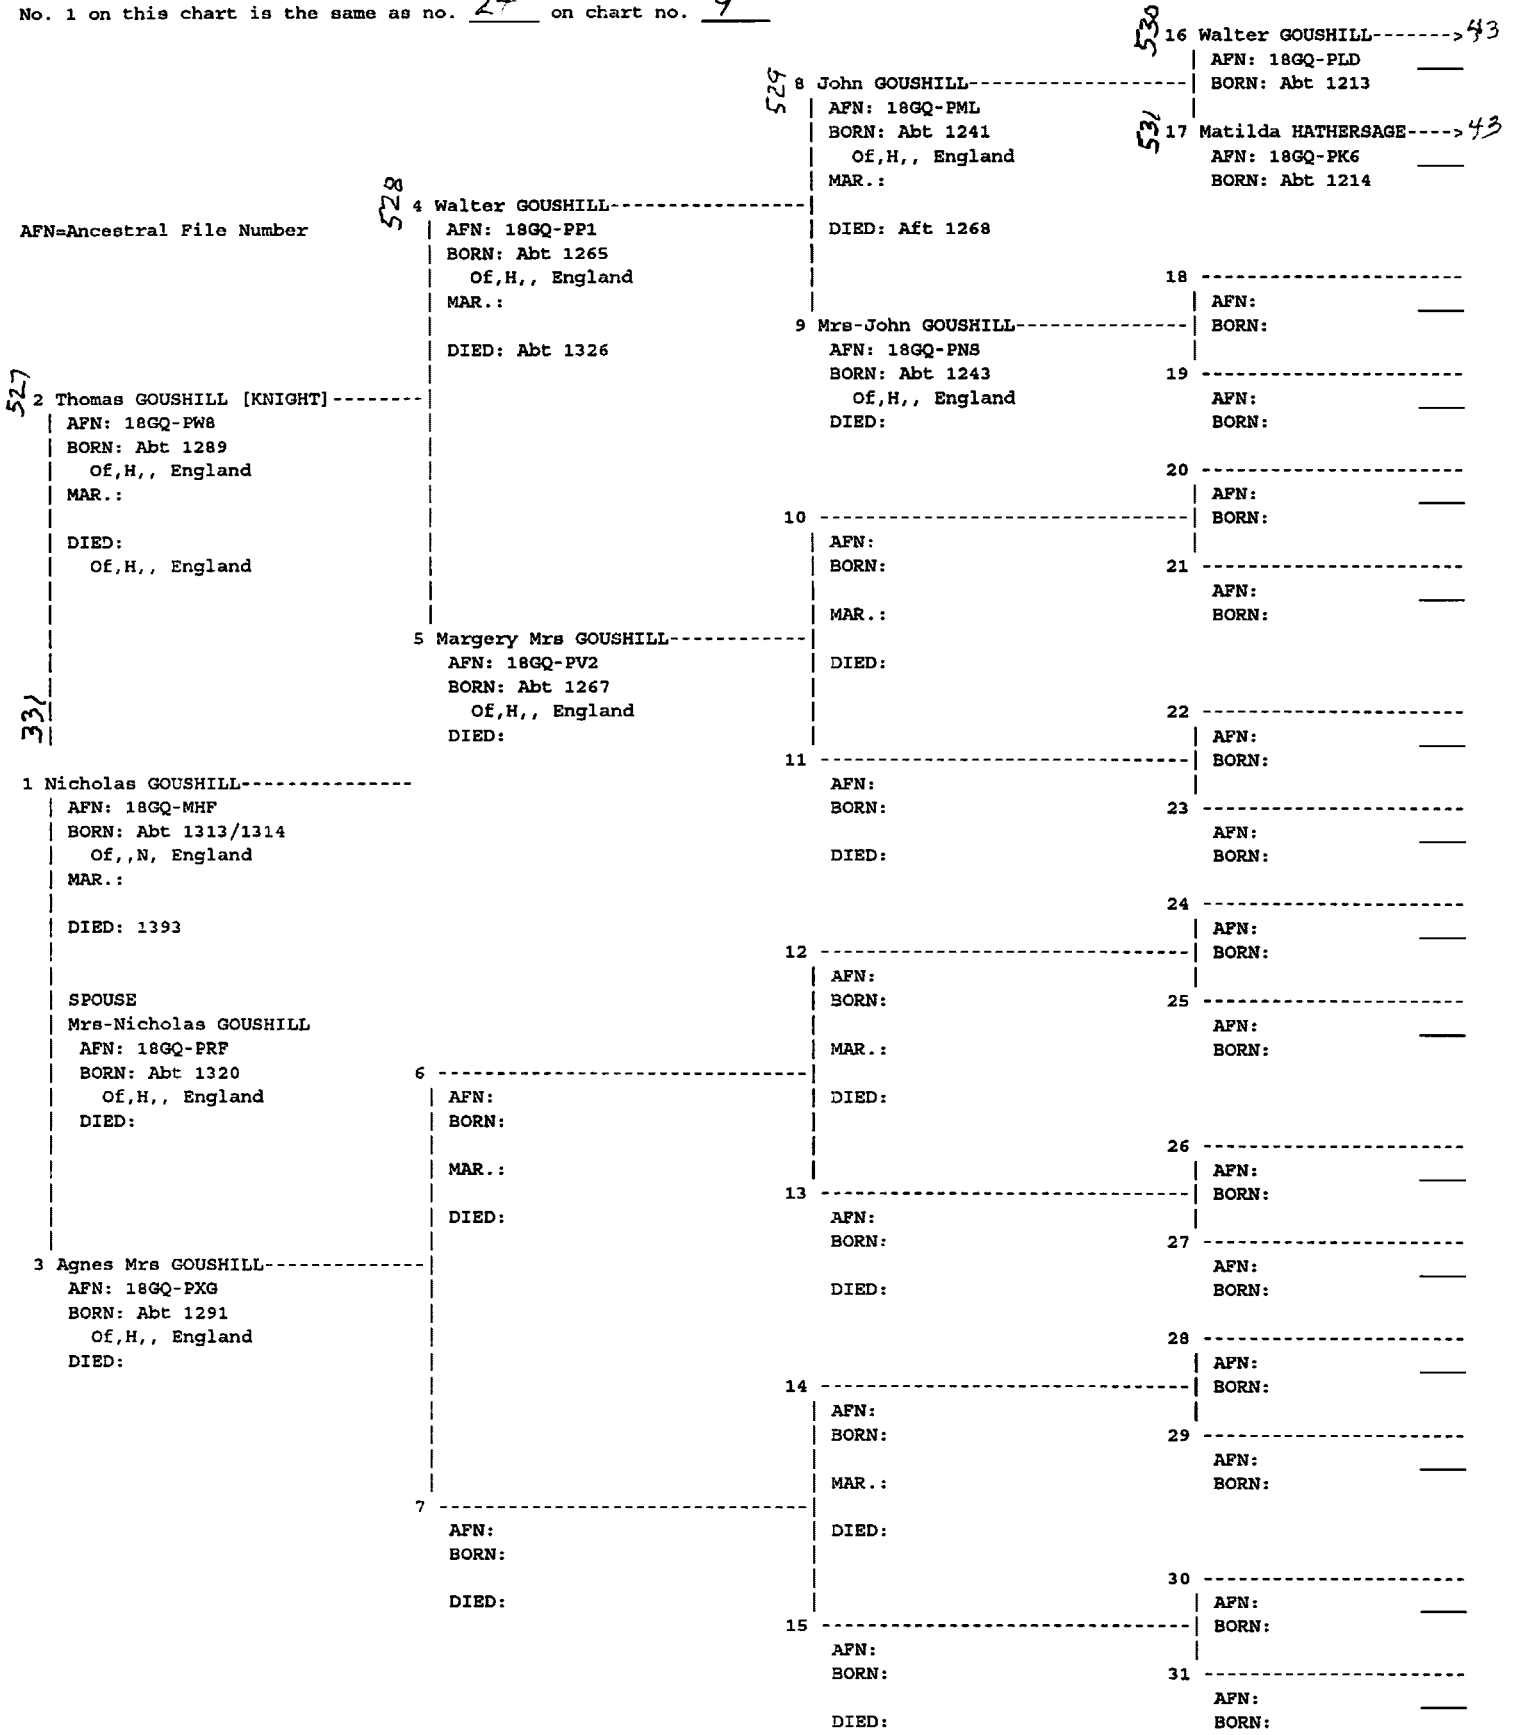 No. 1 on this chart is the same as no. 24 on chart no. 9
530
16 Walter GOUSHILL-------> 43
AFN: 18GQ-PLD
BORN: Abt 1213
529
8 John GOUSHILL
AFN: 18GQ-PML
BORN: Abt 1241
Of,H,, England
MAR.:
DIED: Aft 1268
531
17 Matilda HATHERSAGE----> 43
AFN: 18GQ-PK6
BORN: Abt 1214
528
4 Walter GOUSHILL
AFN: 18GQ-PP1
BORN: Abt 1265
Of,H,, England
MAR.:
DIED: Abt 1326
AFN=Ancestral File Number
18
AFN:
BORN:
9 Mrs-John GOUSHILL
AFN: 18GQ-PNS
BORN: Abt 1243
Of,H,, England
DIED:
19
AFN:
BORN:
527
2 Thomas GOUSHILL [KNIGHT]
AFN: 18GQ-PW8
BORN: Abt 1289
Of,H,, England
MAR.:
DIED:
Of,H,, England
20
AFN:
BORN:
10
AFN:
BORN:
MAR.:
DIED:
21
AFN:
BORN:
5 Margery Mrs GOUSHILL
AFN: 18GQ-PV2
BORN: Abt 1267
Of,H,, England
DIED:
22
AFN:
BORN:
11
AFN:
BORN:
DIED:
23
AFN:
BORN:
331
1 Nicholas GOUSHILL
AFN: 18GQ-MHF
BORN: Abt 1313/1314
Of,,N, England
MAR.:
DIED: 1393
SPOUSE
Mrs-Nicholas GOUSHILL
AFN: 18GQ-PRF
BORN: Abt 1320
Of,H,, England
DIED:
24
AFN:
BORN:
12
AFN:
BORN:
MAR.:
DIED:
25
AFN:
BORN:
6
AFN:
BORN:
MAR.:
DIED:
26
AFN:
BORN:
13
AFN:
BORN:
DIED:
27
AFN:
BORN:
3 Agnes Mrs GOUSHILL
AFN: 18GQ-PXG
BORN: Abt 1291
Of,H,, England
DIED:
28
AFN:
BORN:
14
AFN:
BORN:
MAR.:
DIED:
29
AFN:
BORN:
7
AFN:
BORN:
DIED:
30
AFN:
BORN:
15
AFN:
BORN:
DIED:
31
AFN:
BORN: